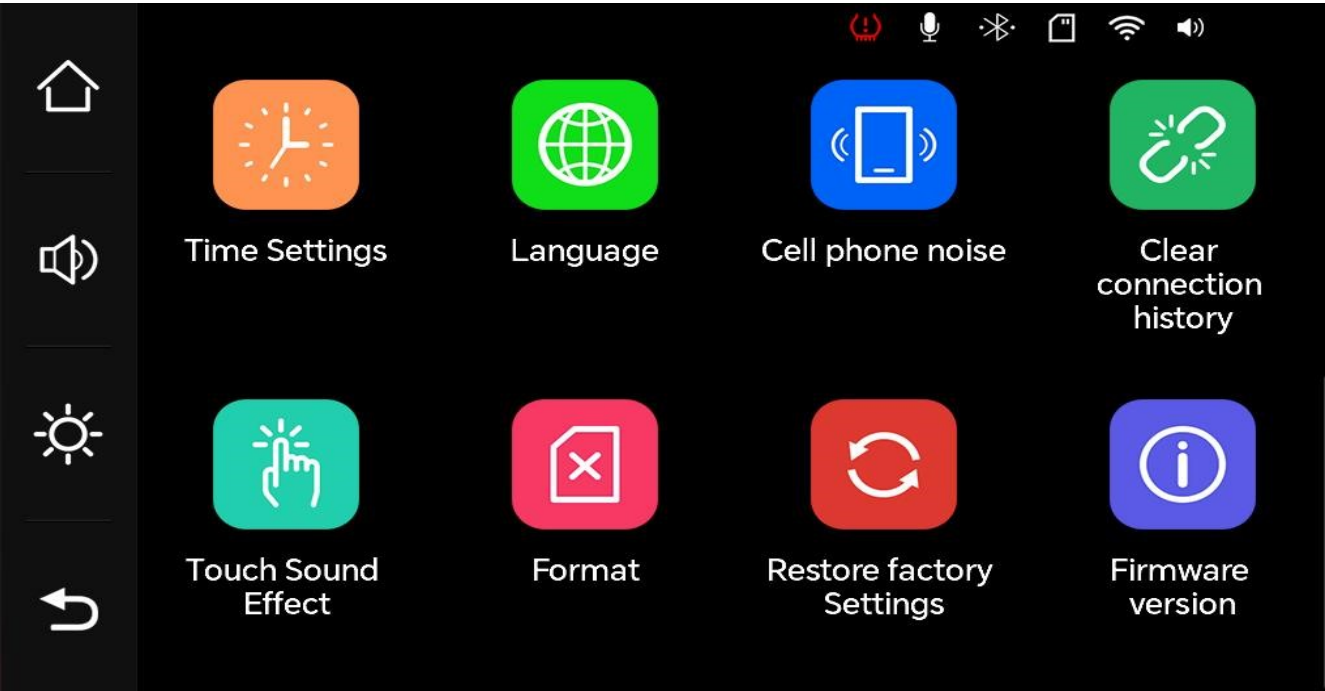 Time Settings
Language
Cell phone noise
Clear
connection
history
Touch Sound
Effect
Format
Restore factory
Settings
Firmware
version